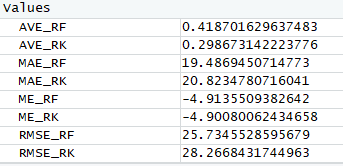 Values
AVE_RF 0.418701629637483
AVE_RK 0.298673142223776
MAE_RF 19.4869450714773
MAE_RK 20.8234780716041
ME_RF -4.9135509382642
ME_RK -4.90080062434658
RMSE_RF 25.7345528595679
RMSE_RK 28.2668431744963